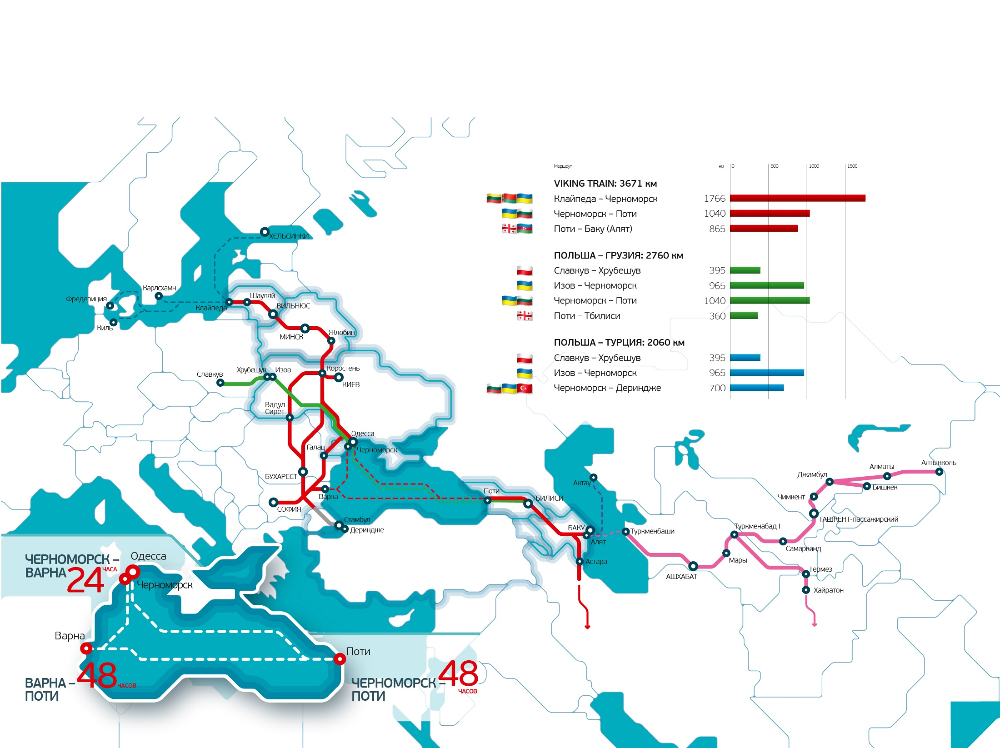 Маршрут
км 0 500 1000 1500
VIKING TRAIN: 3671 км
Клайпеда – Черноморск 1766
Черноморск – Поти 1040
Поти – Баку (Алят) 865
ПОЛЬША – ГРУЗИЯ: 2760 км
Славкув – Хрубешув 395
Изов – Черноморск 965
Черноморск – Поти 1040
Поти – Тбилиси 360
ПОЛЬША – ТУРЦИЯ: 2060 км
Славкув – Хрубешув 395
Изов – Черноморск 965
Черноморск – Дериндже 700
ХЕЛЬСИНКИ
Карлсхамн
Фредериция
Киль
Клайпеда
Шауляй
ВИЛЬНЮС
МИНСК
Жлобин
Славкув
Хрубешув
Изов
Коростень
КИЕВ
Вадул
Сирет
Одесса
Черноморск
Галац
БУХАРЕСТ
Варна
СОФИЯ
Стамбул
Дериндже
Поти
ТБИЛИСИ
БАКУ
Алят
Астара
Актау
Туркменбаши
АШХАБАТ
Мары
Туркменабад I
Самарканд
Термез
Хайратон
ТАШКЕНТ-пассажирский
Чимкент
Джамбул
Бишкек
Алматы
Алтынколь
ЧЕРНОМОРСК –
ВАРНА 24 ЧАСА
Одесса
Черноморск
Варна
Поти
ВАРНА – 48 ЧАСОВ
ПОТИ
ЧЕРНОМОРСК – 48
ПОТИ ЧАСОВ